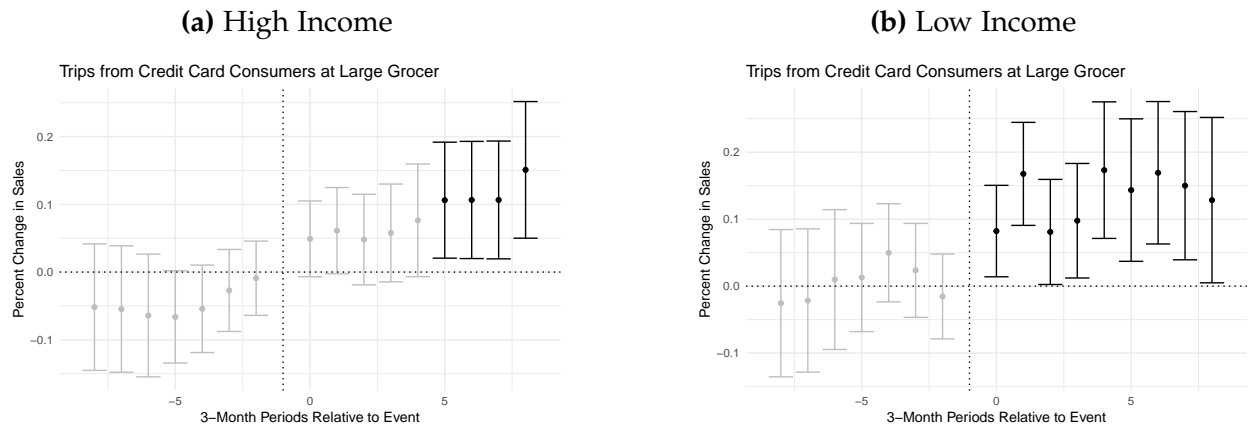 (a) High Income
Trips from Credit Card Consumers at Large Grocer
Percent Change in Sales
0.2
0.1
0.0
−0.1
−5
0
5
3−Month Periods Relative to Event
(b) Low Income
Trips from Credit Card Consumers at Large Grocer
Percent Change in Sales
0.2
0.1
0.0
−0.1
−5
0
5
3−Month Periods Relative to Event